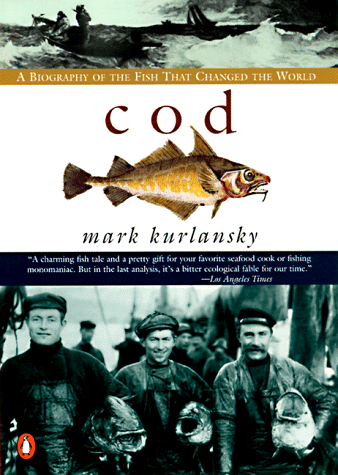 A Biography of the Fish That Changed the World
cod
mark kurlansky
"A charming fish tale and a pretty gift for your favorite seafood cook or fishing
monomaniac. But in the last analysis, it's a bitter ecological fable for our time."
—Los Angeles Times